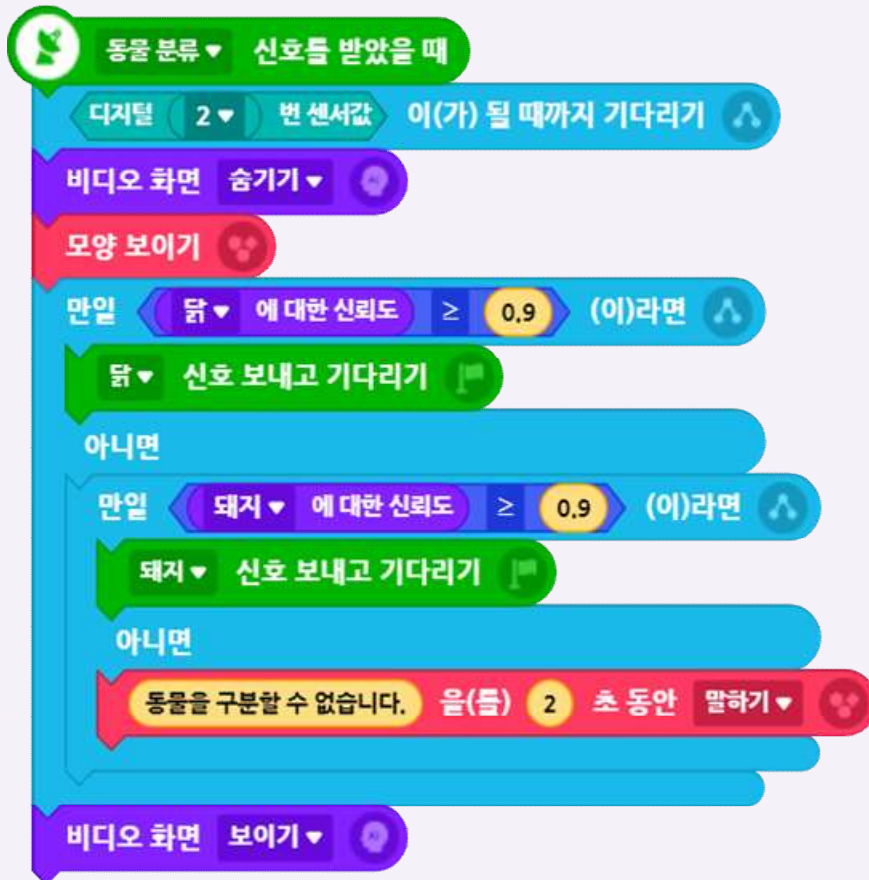 동물 분류 ▼ 신호를 받았을 때
디지털 2 ▼ 번 센서값 이(가) 될 때까지 기다리기
비디오 화면 숨기기 ▼
모양 보이기
만일 닭 ▼ 에 대한 신뢰도 ≥ 0.9 (이)라면
닭 ▼ 신호 보내고 기다리기
아니면
만일 돼지 ▼ 에 대한 신뢰도 ≥ 0.9 (이)라면
돼지 ▼ 신호 보내고 기다리기
아니면
동물을 구분할 수 없습니다. 을(를) 2 초 동안 말하기 ▼
비디오 화면 보이기 ▼